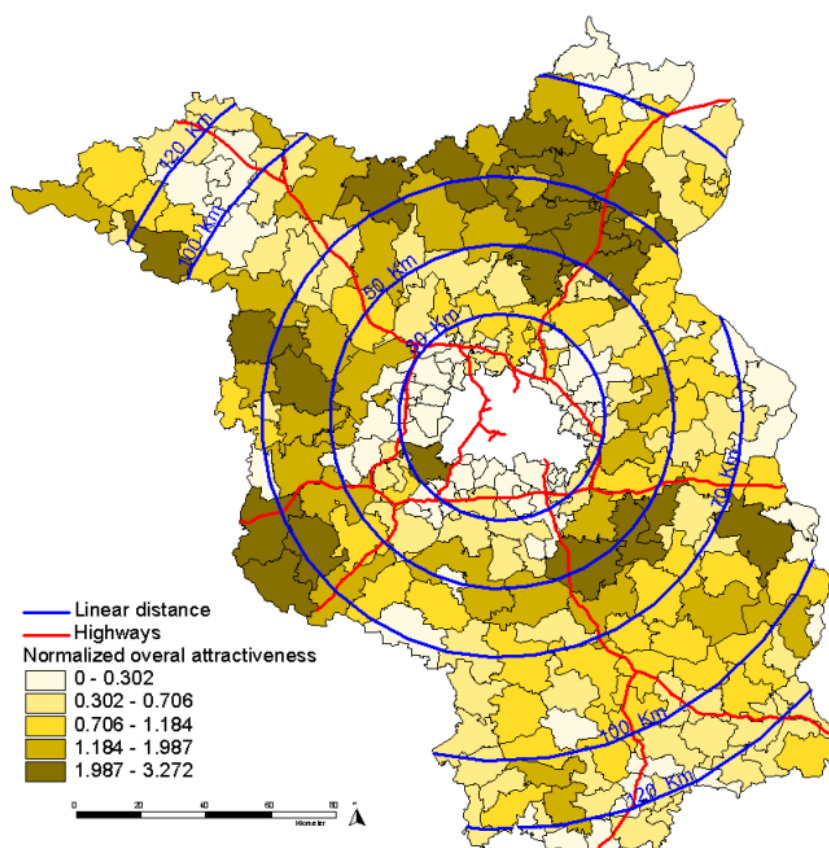 120 Km
100 Km
50 Km
30 Km
70 Km
100 Km
120 Km
Linear distance
Highways
Normalized overal attractiveness
0 - 0.302
0.302 - 0.706
0.706 - 1.184
1.184 - 1.987
1.987 - 3.272
0 20 40 60 80
Kilometer